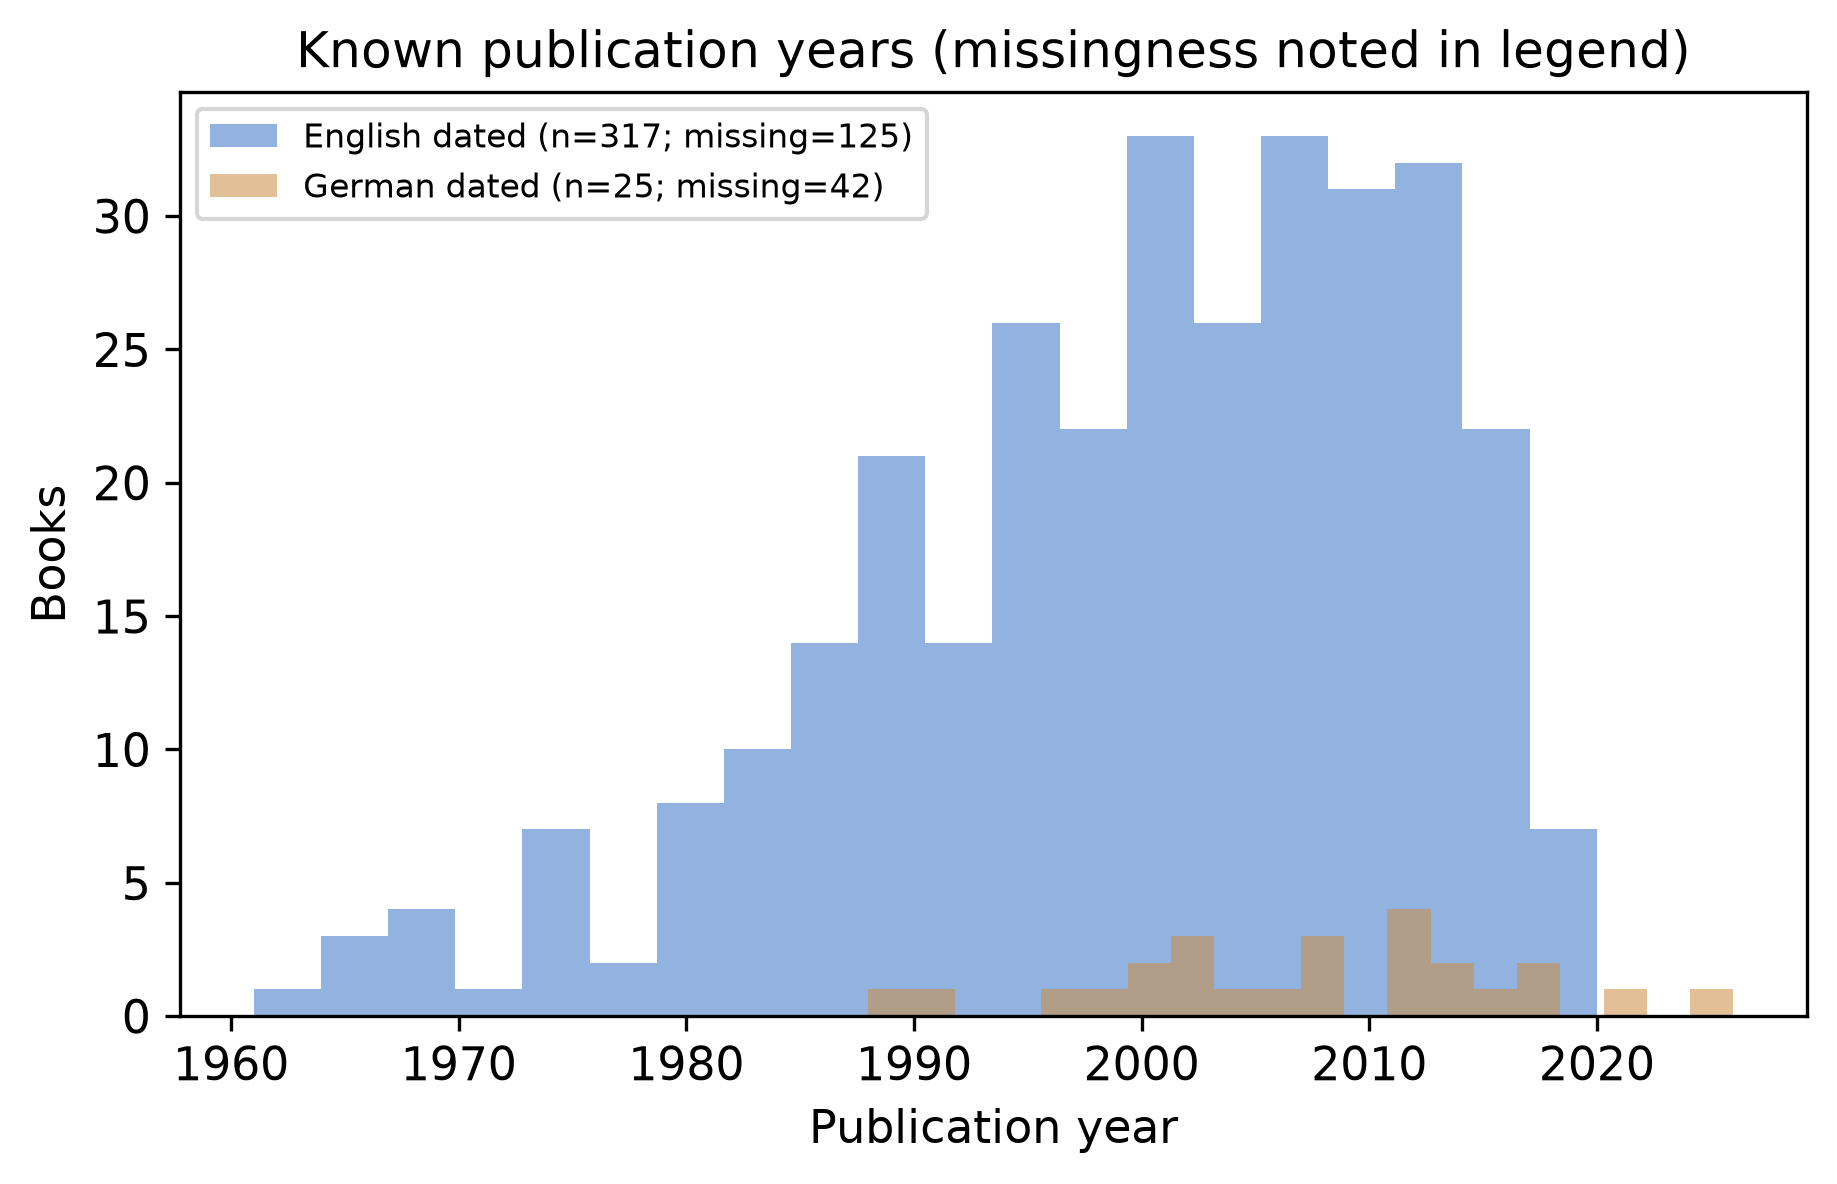 Known publication years (missingness noted in legend)
English dated (n=317; missing=125)
German dated (n=25; missing=42)
Books
30
25
20
15
10
5
0
1960 1970 1980 1990 2000 2010 2020
Publication year